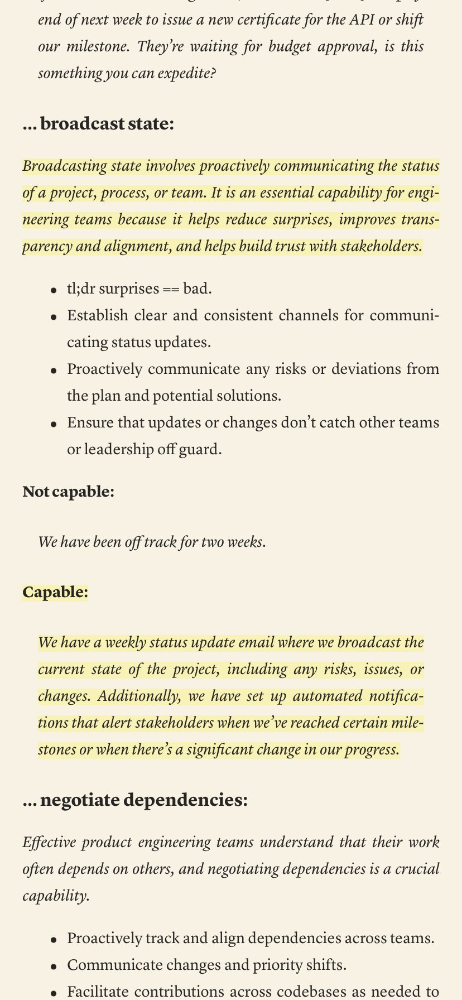 end of next week to issue a new certificate for the API or shift
our milestone. They're waiting for budget approval, is this
something you can expedite?
... broadcast state:
Broadcasting state involves proactively communicating the status
of a project, process, or team. It is an essential capability for engi-
neering teams because it helps reduce surprises, improves trans-
parency and alignment, and helps build trust with stakeholders.
• tl;dr surprises == bad.
• Establish clear and consistent channels for communi-
cating status updates.
• Proactively communicate any risks or deviations from
the plan and potential solutions.
• Ensure that updates or changes don't catch other teams
or leadership off guard.
Not capable:
We have been off track for two weeks.
Capable:
We have a weekly status update email where we broadcast the
current state of the project, including any risks, issues, or
changes. Additionally, we have set up automated notifica-
tions that alert stakeholders when we've reached certain mile-
stones or when there's a significant change in our progress.
... negotiate dependencies:
Effective product engineering teams understand that their work
often depends on others, and negotiating dependencies is a crucial
capability.
• Proactively track and align dependencies across teams.
• Communicate changes and priority shifts.
• Facilitate contributions across codebases as needed to